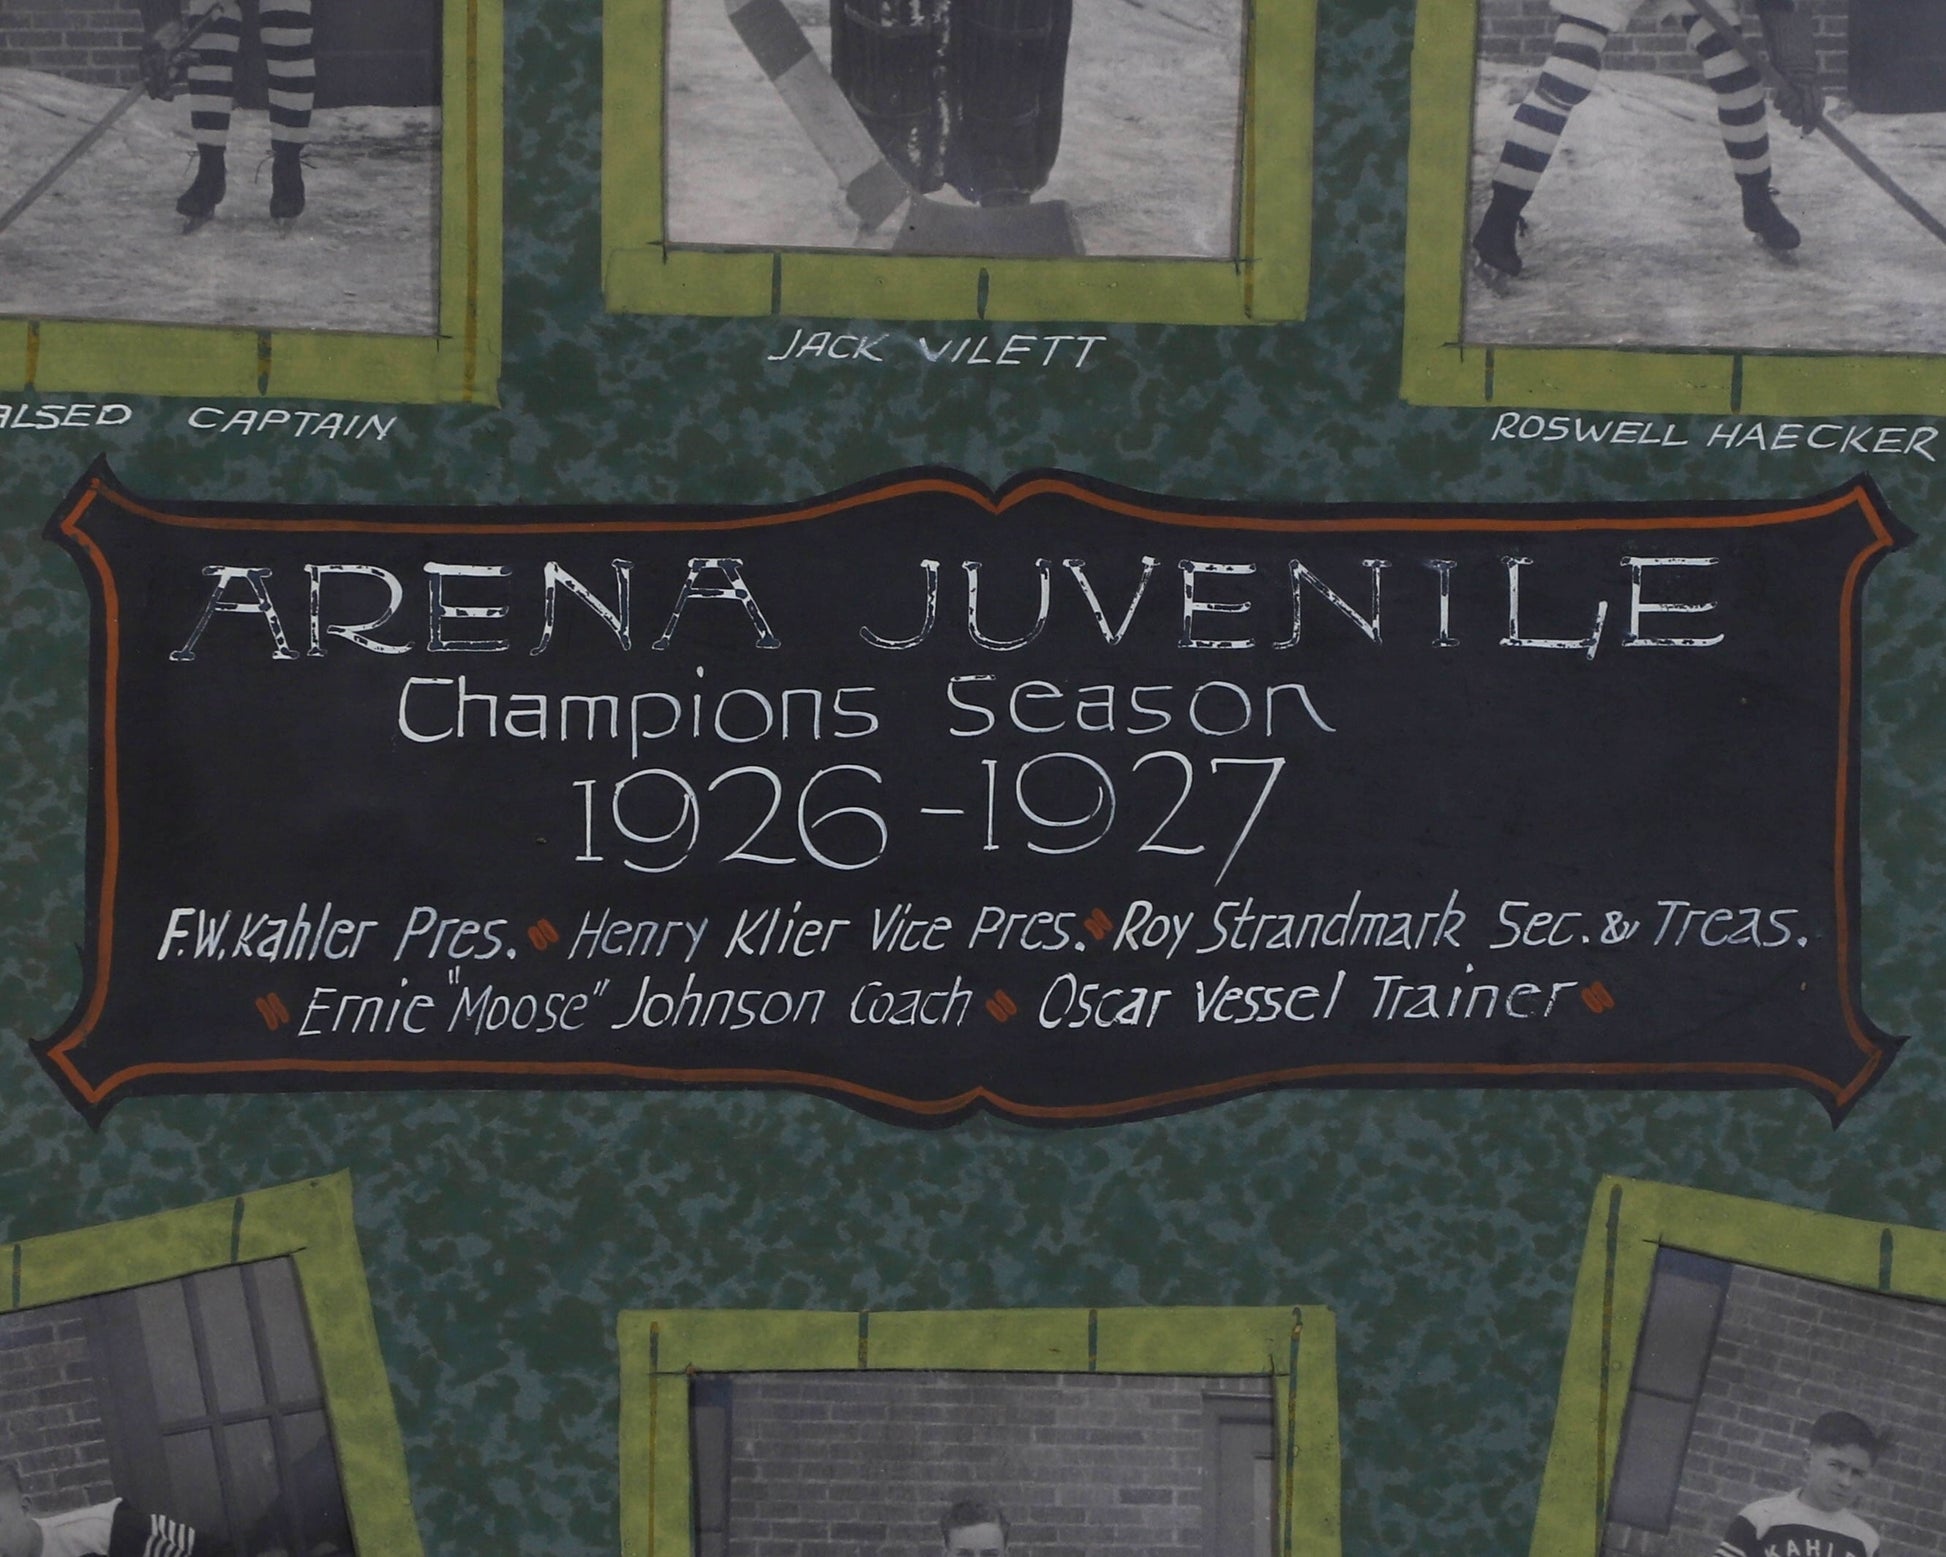 JACK VILETT
CAPTAIN
ROSWELL HAECKER
ARENA JUVENILE
Champions Season
1926-1927
F.W. Kahler Pres. Henry Klier Vice Pres. Roy Strandmark Sec. & Treas.
Ernie "Moose" Johnson Coach Oscar Vessel Trainer